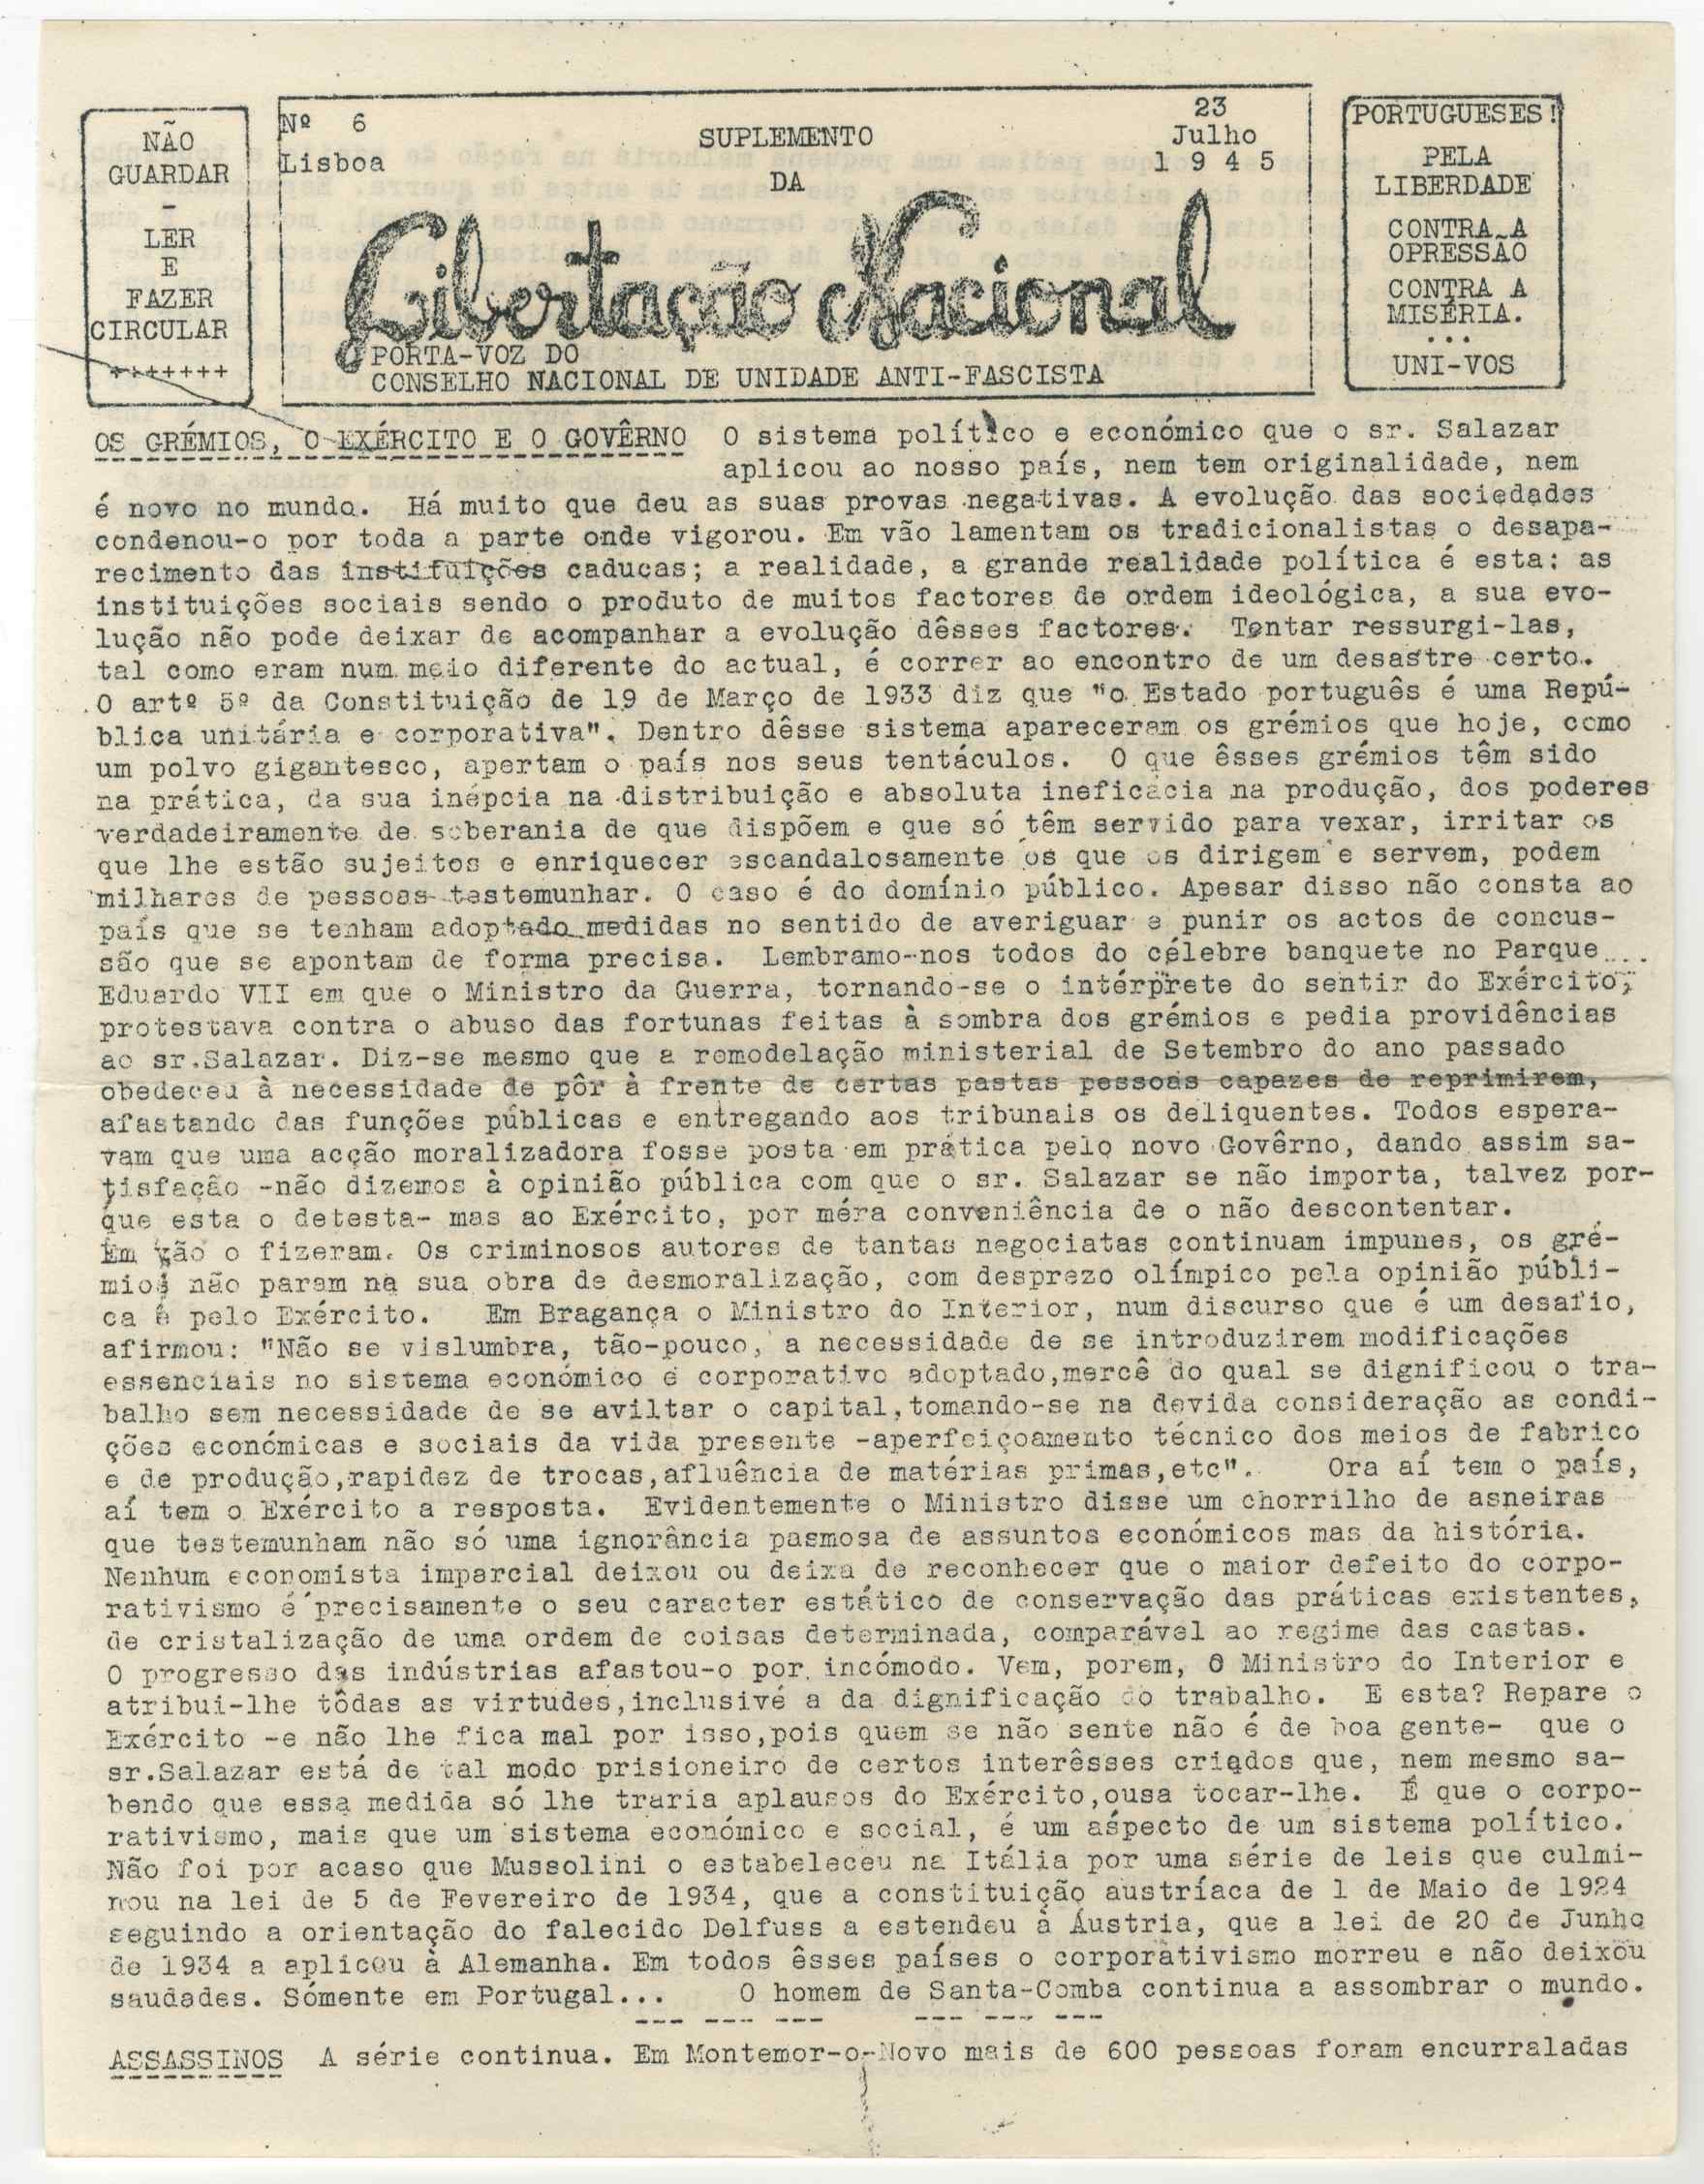 NÃO
GUARDAR
-
LER
E
FAZER
CIRCULAR
+++++++
Nº 6
Lisboa
SUPLEMENTO
DA
23
Julho
1 9 4 5
Libertação Nacional
PORTA-VOZ DO
CONSELHO NACIONAL DE UNIDADE ANTI-FASCISTA
PORTUGUESES!
PELA
LIBERDADE
CONTRA A
OPRESSÃO
CONTRA A
MISÉRIA.
...
UNI-VOS
OS GRÉMIOS, O EXÉRCITO E O GOVÊRNO O sistema político e económico que o sr. Salazar
aplicou ao nosso país, nem tem originalidade, nem
é novo no mundo. Há muito que deu as suas provas negativas. A evolução das sociedades
condenou-o por toda a parte onde vigorou. Em vão lamentam os tradicionalistas o desapa-
recimento das instituições caducas; a realidade, a grande realidade política é esta: as
instituições sociais sendo o produto de muitos factores de ordem ideológica, a sua evo-
lução não pode deixar de acompanhar a evolução dêsses factores. Tentar ressurgi-las,
tal como eram num meio diferente do actual, é correr ao encontro de um desastre certo.
O artº 5º da Constituição de 19 de Março de 1933 diz que "o Estado português é uma Repú-
blica unitária e corporativa". Dentro dêsse sistema apareceram os grémios que hoje, como
um polvo gigantesco, apertam o país nos seus tentáculos. O que êsses grémios têm sido
na prática, da sua inépcia na distribuição e absoluta ineficácia na produção, dos poderes
verdadeiramente de soberania de que dispõem e que só têm servido para vexar, irritar os
que lhe estão sujeitos e enriquecer escandalosamente os que os dirigem e servem, podem
milhares de pessoas testemunhar. O caso é do domínio público. Apesar disso não consta ao
país que se tenham adoptado medidas no sentido de averiguar e punir os actos de concus-
são que se apontam de forma precisa. Lembramo-nos todos do célebre banquete no Parque
Eduardo VII em que o Ministro da Guerra, tornando-se o intérprete do sentir do Exército,
protestava contra o abuso das fortunas feitas à sombra dos grémios e pedia providências
ao sr.Salazar. Diz-se mesmo que a remodelação ministerial de Setembro do ano passado
obedeceu à necessidade de pôr à frente de certas pastas pessoas capazes de reprimirem,
afastando das funções públicas e entregando aos tribunais os deliquentes. Todos espera-
vam que uma acção moralizadora fosse posta em prática pelo novo Govêrno, dando assim sa-
tisfação -não dizemos à opinião pública com que o sr. Salazar se não importa, talvez por-
que esta o detesta- mas ao Exército, por méra conveniência de o não descontentar.
Em vão o fizeram. Os criminosos autores de tantas negociatas continuam impunes, os gré-
mios não param na sua obra de desmoralização, com desprezo olímpico pela opinião públi-
ca e pelo Exército. Em Bragança o Ministro do Interior, num discurso que é um desafio,
afirmou: "Não se vislumbra, tão-pouco, a necessidade de se introduzirem modificações
essenciais no sistema económico e corporativo adoptado,mercê do qual se dignificou o tra-
balho sem necessidade de se aviltar o capital,tomando-se na devida consideração as condi-
ções económicas e sociais da vida presente -aperfeiçoamento técnico dos meios de fabrico
e de produção,rapidez de trocas,afluência de matérias primas,etc". Ora aí tem o país,
aí tem o Exército a resposta. Evidentemente o Ministro disse um chorrilho de asneiras
que testemunham não só uma ignorância pasmosa de assuntos económicos mas da história.
Nenhum economista imparcial deixou ou deixa de reconhecer que o maior defeito do corpo-
rativismo é precisamente o seu caracter estático de conservação das práticas existentes,
de cristalização de uma ordem de coisas determinada, comparável ao regime das castas.
O progresso das indústrias afastou-o por incómodo. Vem, porem, O Ministro do Interior e
atribui-lhe tôdas as virtudes,inclusivé a da dignificação do trabalho. E esta? Repare o
Exército -e não lhe fica mal por isso,pois quem se não sente não é de boa gente- que o
sr.Salazar está de tal modo prisioneiro de certos interêsses criados que, nem mesmo sa-
bendo que essa medida só lhe traria aplausos do Exército,ousa tocar-lhe. É que o corpo-
rativismo, mais que um sistema económico e social, é um aspecto de um sistema político.
Não foi por acaso que Mussolini o estabeleceu na Itália por uma série de leis que culmi-
nou na lei de 5 de Fevereiro de 1934, que a constituição austríaca de 1 de Maio de 1924
seguindo a orientação do falecido Delfuss a estendeu à Áustria, que a lei de 20 de Junho
de 1934 a aplicou à Alemanha. Em todos êsses países o corporativismo morreu e não deixou
saudades. Sómente em Portugal... O homem de Santa-Comba continua a assombrar o mundo.
--- --- --- --- --- ---
ASSASSINOS A série continua. Em Montemor-o-Novo mais de 600 pessoas foram encurraladas